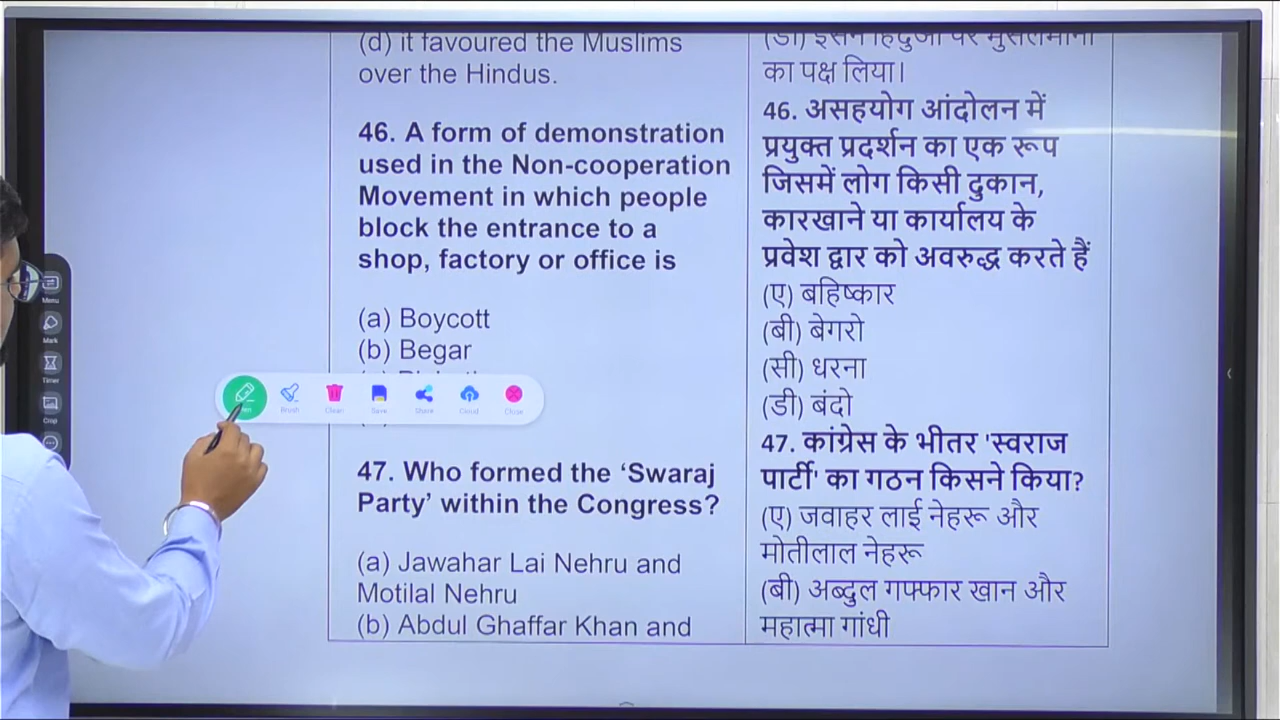 (d) it favoured the Muslims
over the Hindus.
46. A form of demonstration
used in the Non-cooperation
Movement in which people
block the entrance to a
shop, factory or office is
(a) Boycott
(b) Begar
47. Who formed the ‘Swaraj
Party’ within the Congress?
(a) Jawahar Lai Nehru and
Motilal Nehru
(b) Abdul Ghaffar Khan and
का पक्ष लिया।
46. असहयोग आंदोलन में
प्रयुक्त प्रदर्शन का एक रूप
जिसमें लोग किसी दुकान,
कारखाने या कार्यालय के
प्रवेश द्वार को अवरुद्ध करते हैं
(ए) बहिष्कार
(बी) बेगरो
(सी) धरना
(डी) बंदो
47. कांग्रेस के भीतर 'स्वराज
पार्टी' का गठन किसने किया?
(ए) जवाहर लाई नेहरू और
मोतीलाल नेहरू
(बी) अब्दुल गफ्फार खान और
महात्मा गांधी
Menu
Mark
Timer
Crop
Brush
Clean
Save
Share
Cloud
Close